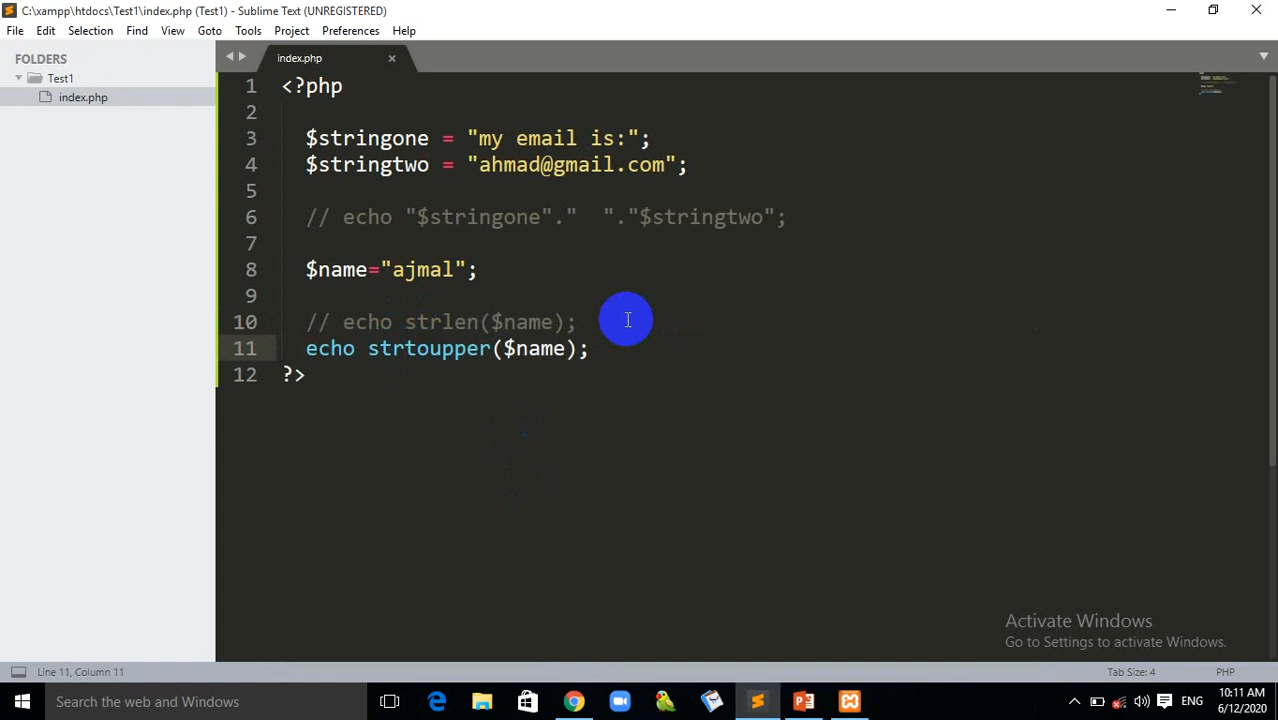 C:\xampp\htdocs\Test1\index.php (Test1) - Sublime Text (UNREGISTERED)
File Edit Selection Find View Goto Tools Project Preferences Help
FOLDERS
Test1
index.php
index.php
1 <?php
2
3 $stringone = "my email is:";
4 $stringtwo = "ahmad@gmail.com";
5
6 // echo "$stringone"."  "."$stringtwo";
7
8 $name="ajmal";
9
10 // echo strlen($name);
11 echo strtoupper($name);
12 ?>
Activate Windows
Go to Settings to activate Windows.
Line 11, Column 11
Tab Size: 4
PHP
Search the web and Windows
ENG
10:11 AM
6/12/2020